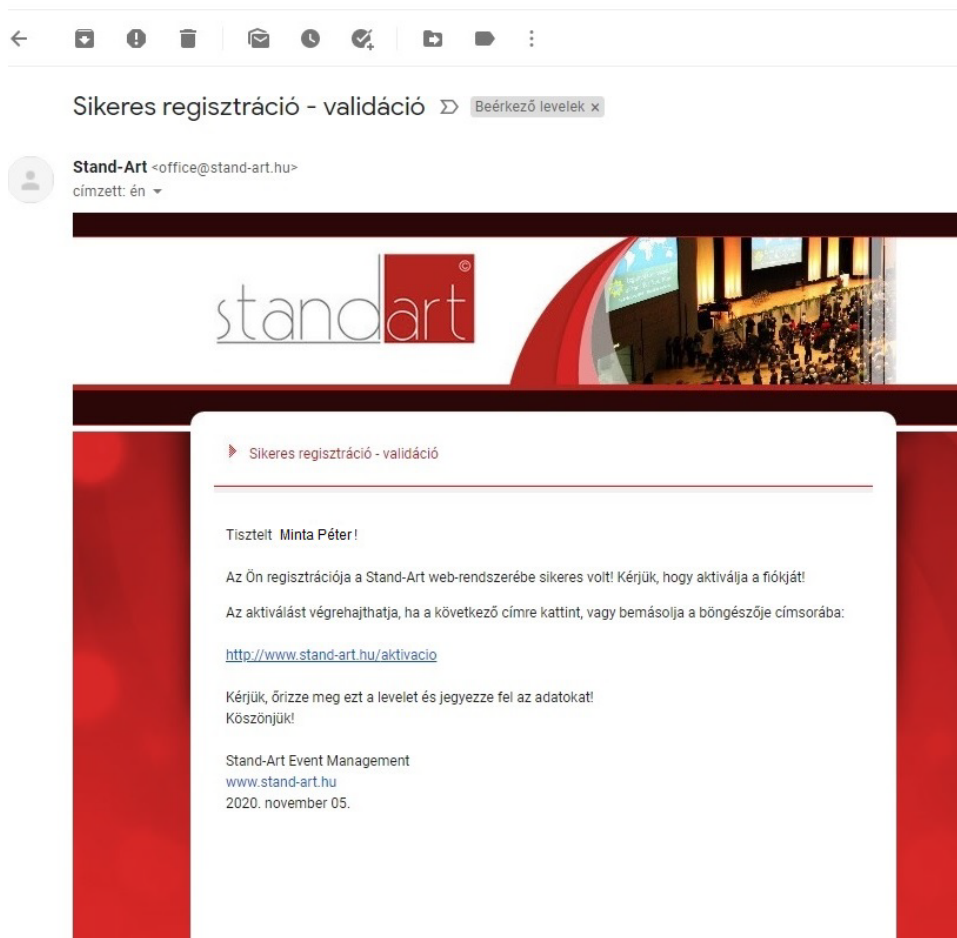 Sikeres regisztráció - validáció
Beérkező levelek x
Stand-Art <office@stand-art.hu>
címzett: én
standart ©
Sikeres regisztráció - validáció
Tisztelt Minta Péter!
Az Ön regisztrációja a Stand-Art web-rendszerébe sikeres volt! Kérjük, hogy aktiválja a fiókját!
Az aktiválást végrehajthatja, ha a következő címre kattint, vagy bemásolja a böngészője címsorába:
http://www.stand-art.hu/aktivacio
Kérjük, őrizze meg ezt a levelet és jegyezze fel az adatokat!
Köszönjük!
Stand-Art Event Management
www.stand-art.hu
2020. november 05.